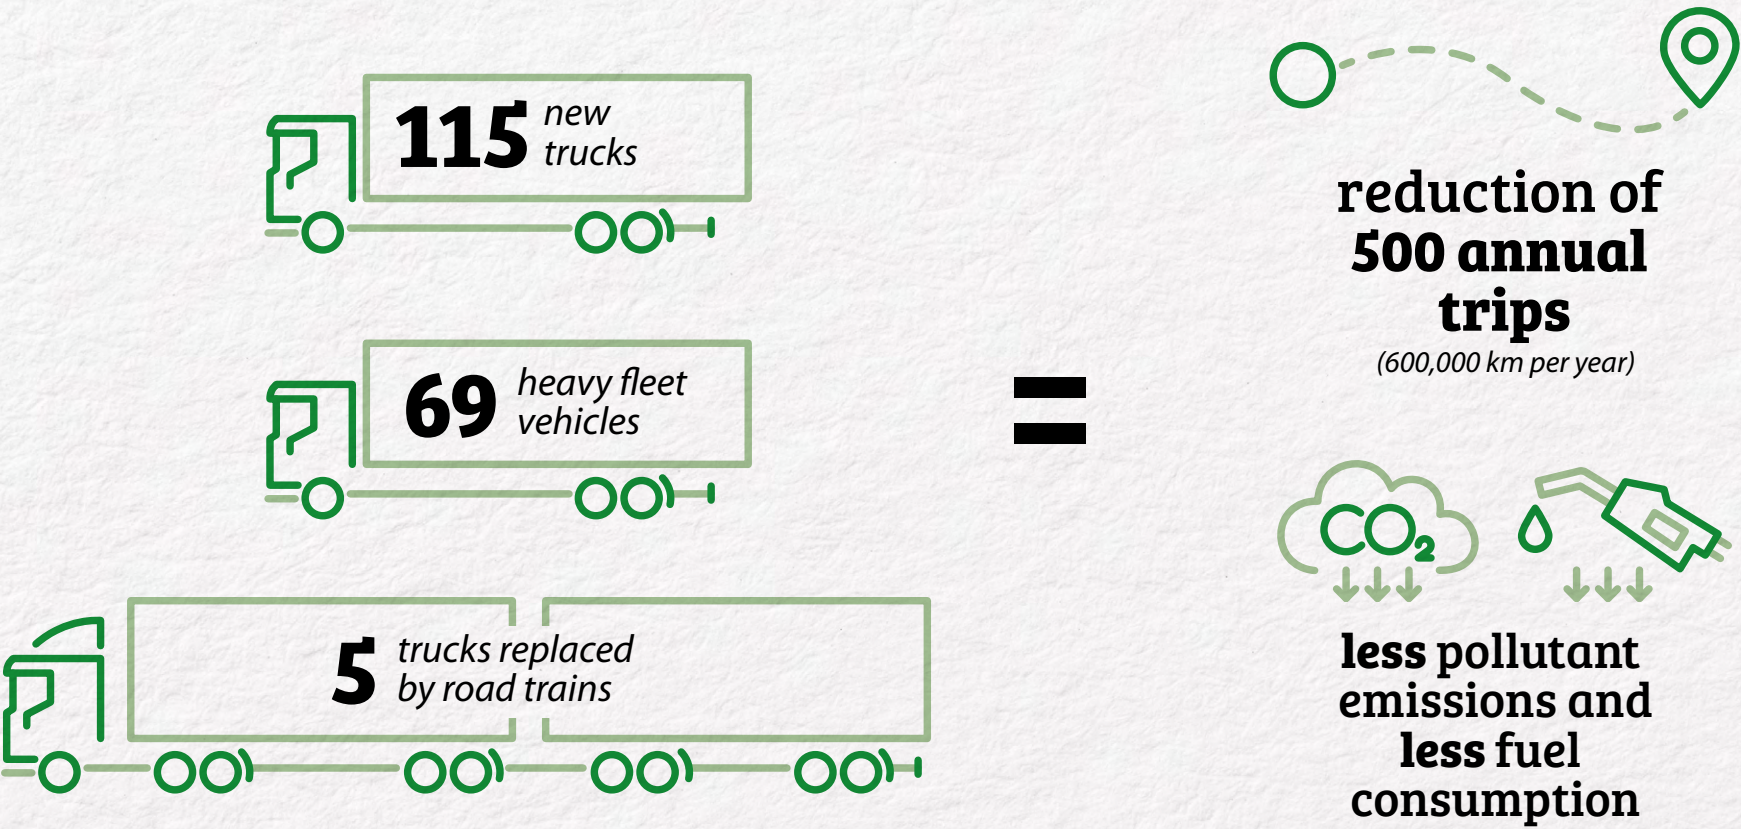 115 new
trucks
69 heavy fleet
vehicles
5 trucks replaced
by road trains
=
reduction of
500 annual
trips
(600,000 km per year)
CO₂
less pollutant
emissions and
less fuel
consumption